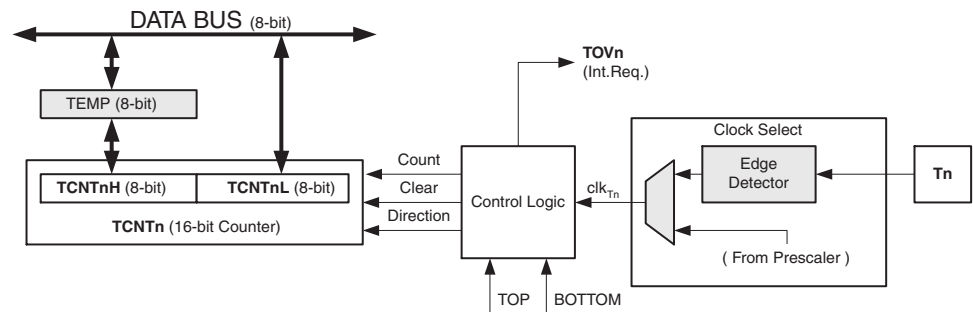 DATA BUS (8-bit)
TOVn
(Int.Req.)
TEMP (8-bit)
Clock Select
Count
Edge
Detector
Tn
TCNTnH (8-bit) TCNTnL (8-bit)
Clear
Control Logic
clkTn
TCNTn (16-bit Counter)
Direction
( From Prescaler )
TOP BOTTOM